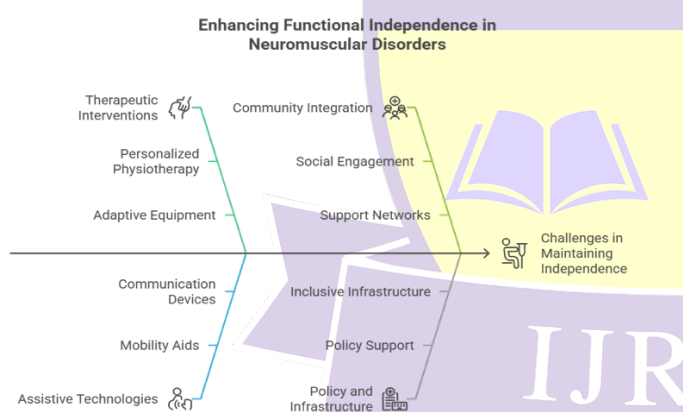 Enhancing Functional Independence in
Neuromuscular Disorders
Therapeutic
Interventions
Personalized
Physiotherapy
Adaptive Equipment
Community Integration
Social Engagement
Support Networks
Challenges in
Maintaining
Independence
Communication
Devices
Mobility Aids
Assistive Technologies
Inclusive Infrastructure
Policy Support
Policy and
Infrastructure
IJR